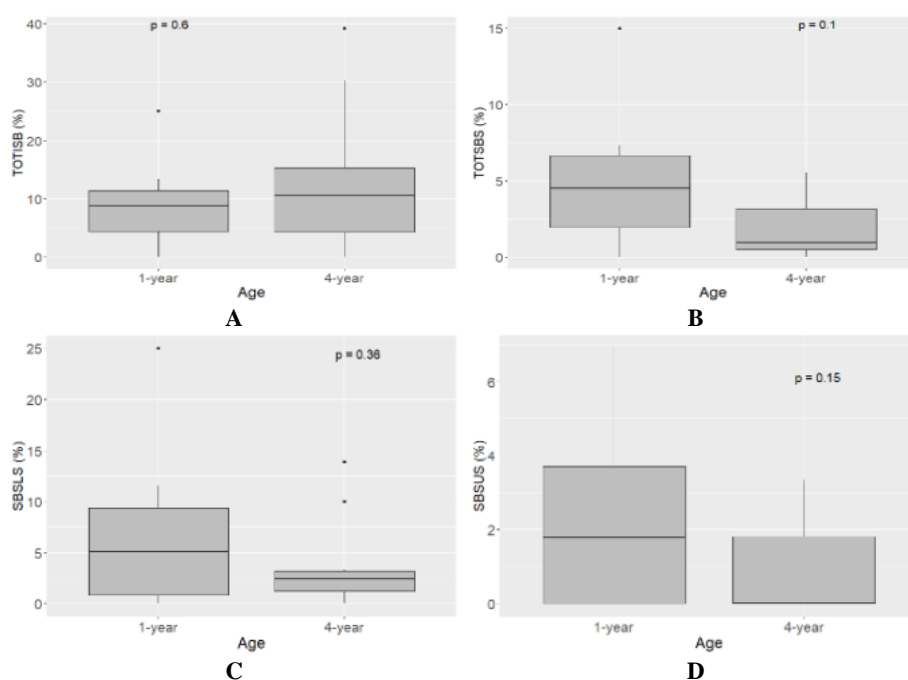 p = 0.6
TOTISB (%)
40
30
20
10
0
1-year
4-year
Age
A
p = 0.1
TOTSBS (%)
15
10
5
0
1-year
4-year
Age
B
p = 0.36
SBSLS (%)
25
20
15
10
5
0
1-year
4-year
Age
C
p = 0.15
SBSUS (%)
6
4
2
0
1-year
4-year
Age
D